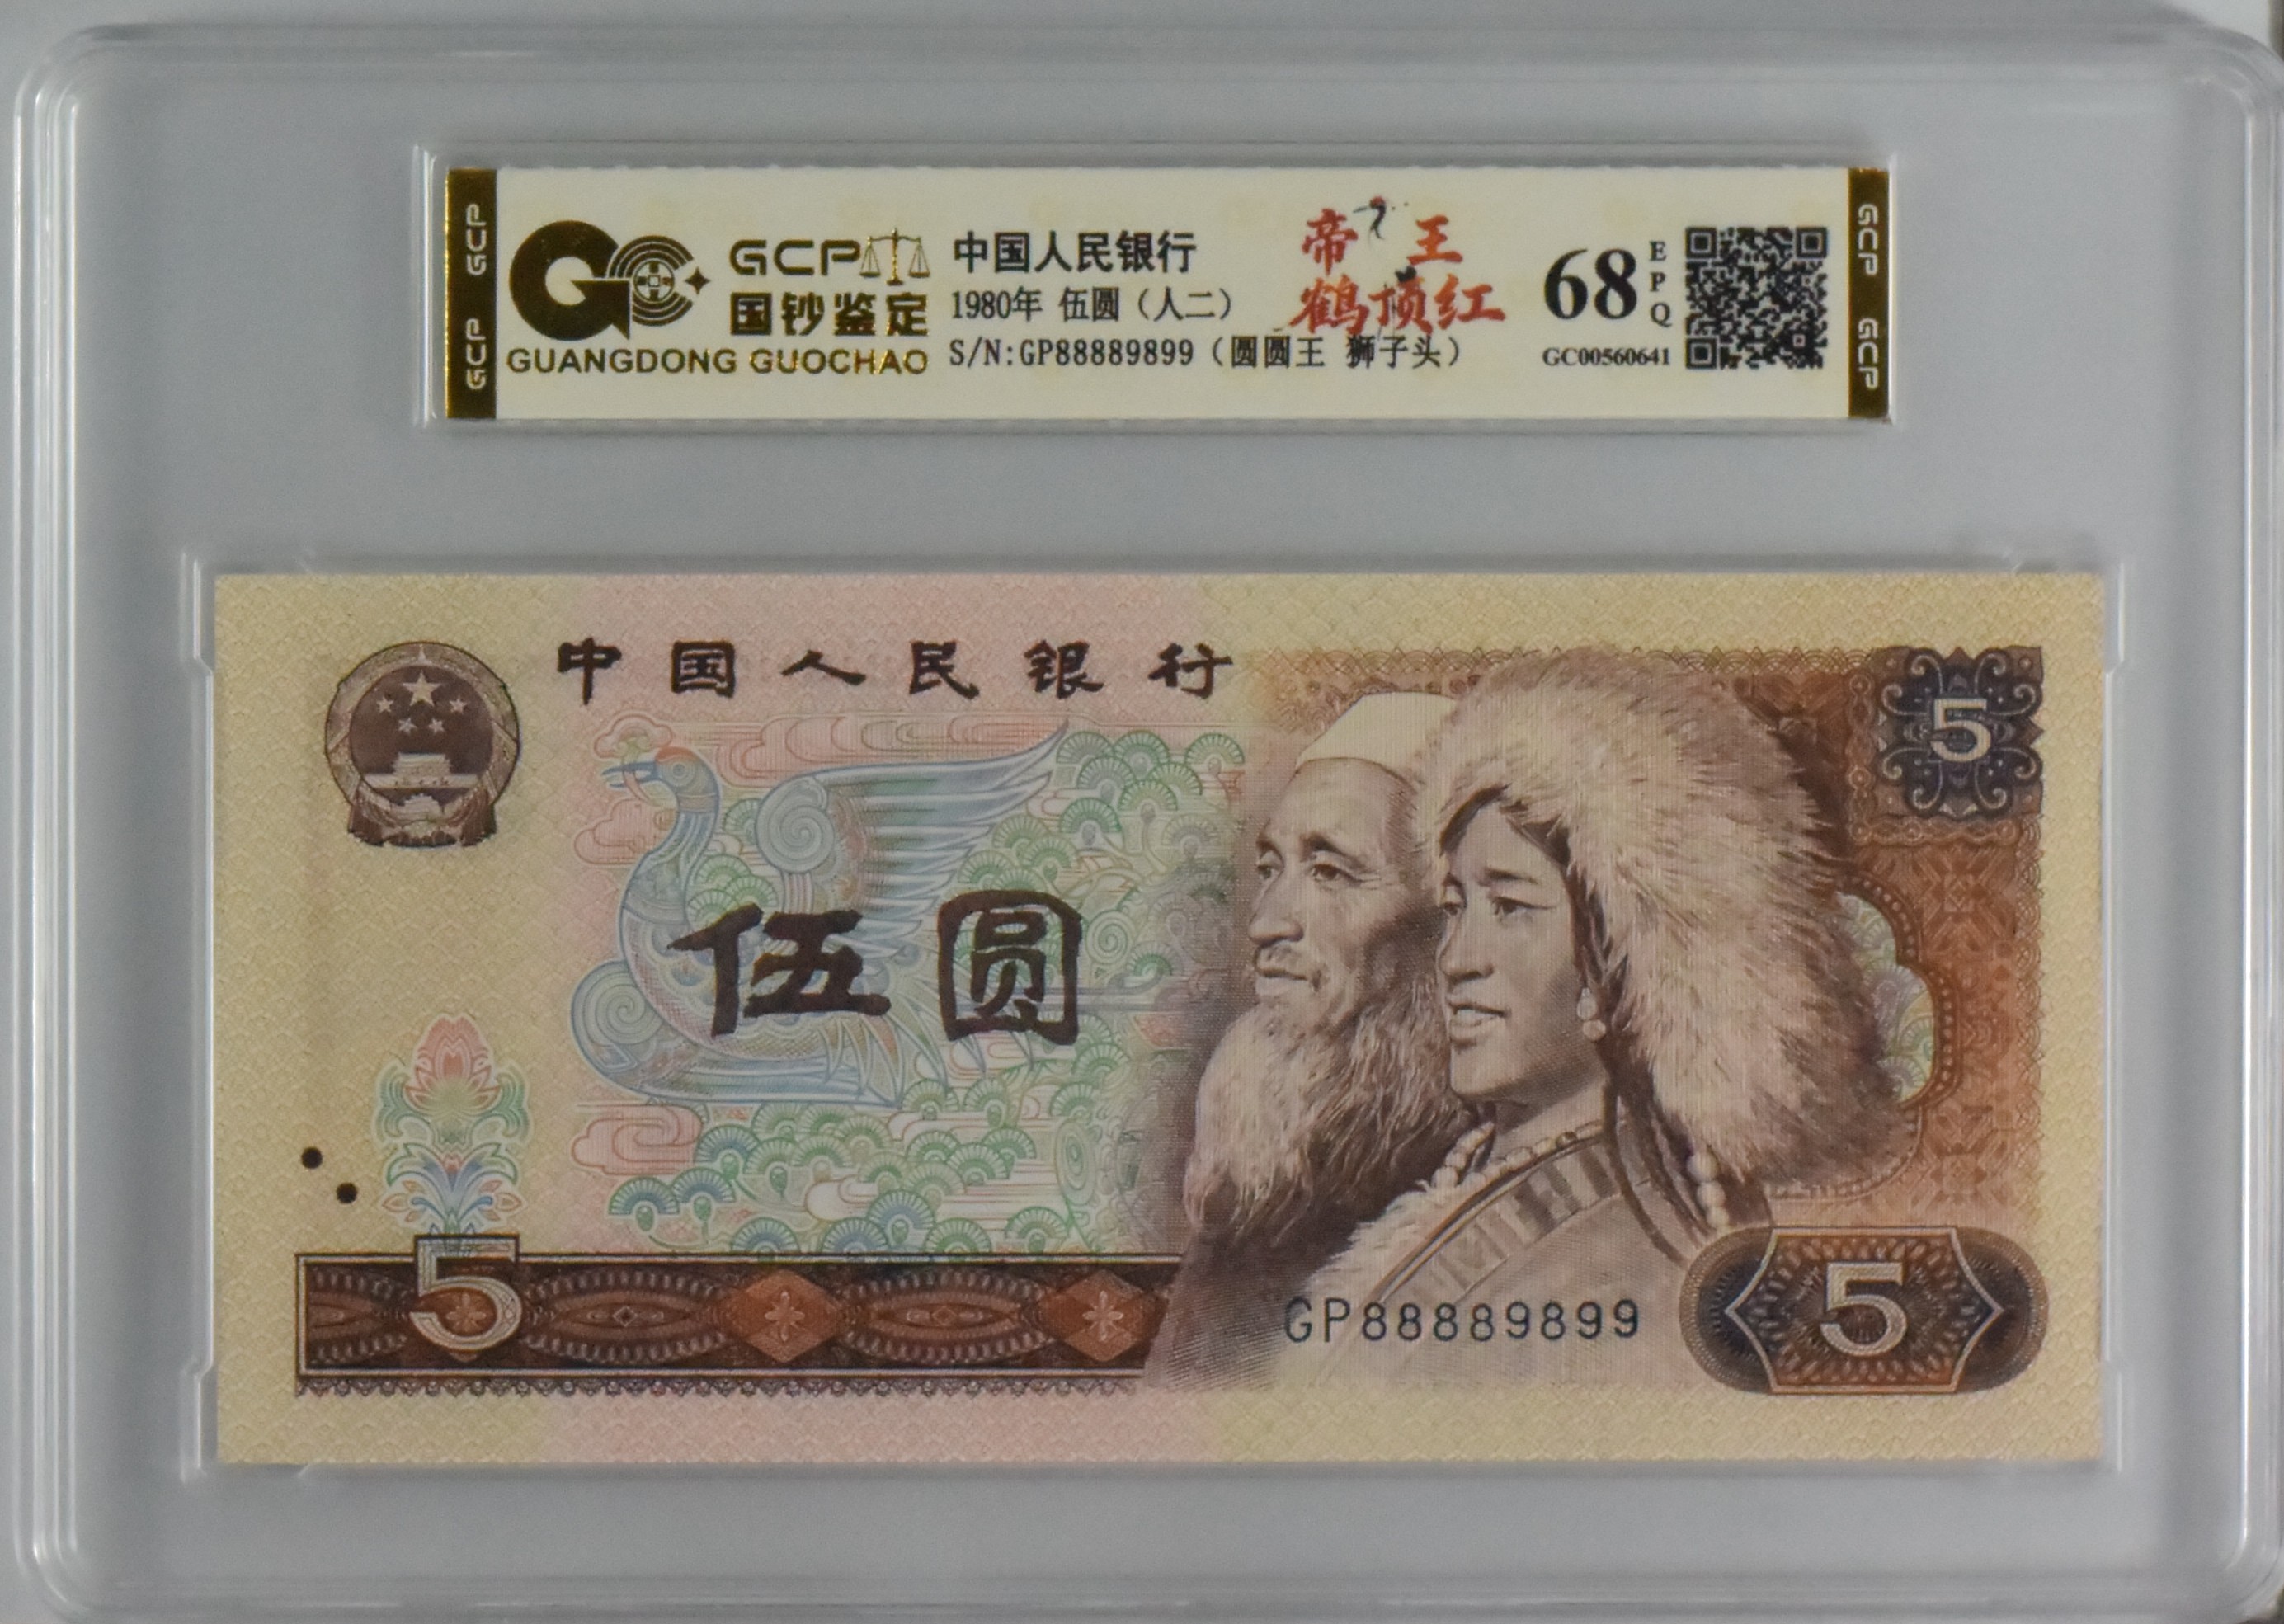 GCP GCP
GCP
国钞鉴定
GUANGDONG GUOCHAO
中国人民银行
1980年 伍圆（人二）
S/N:GP88889899（圆圆王 狮子头）
帝王
鹤顶红
68
EPQ
GC00560641
GCP GCP
中国人民银行
5
伍圆
5
GP88889899
5